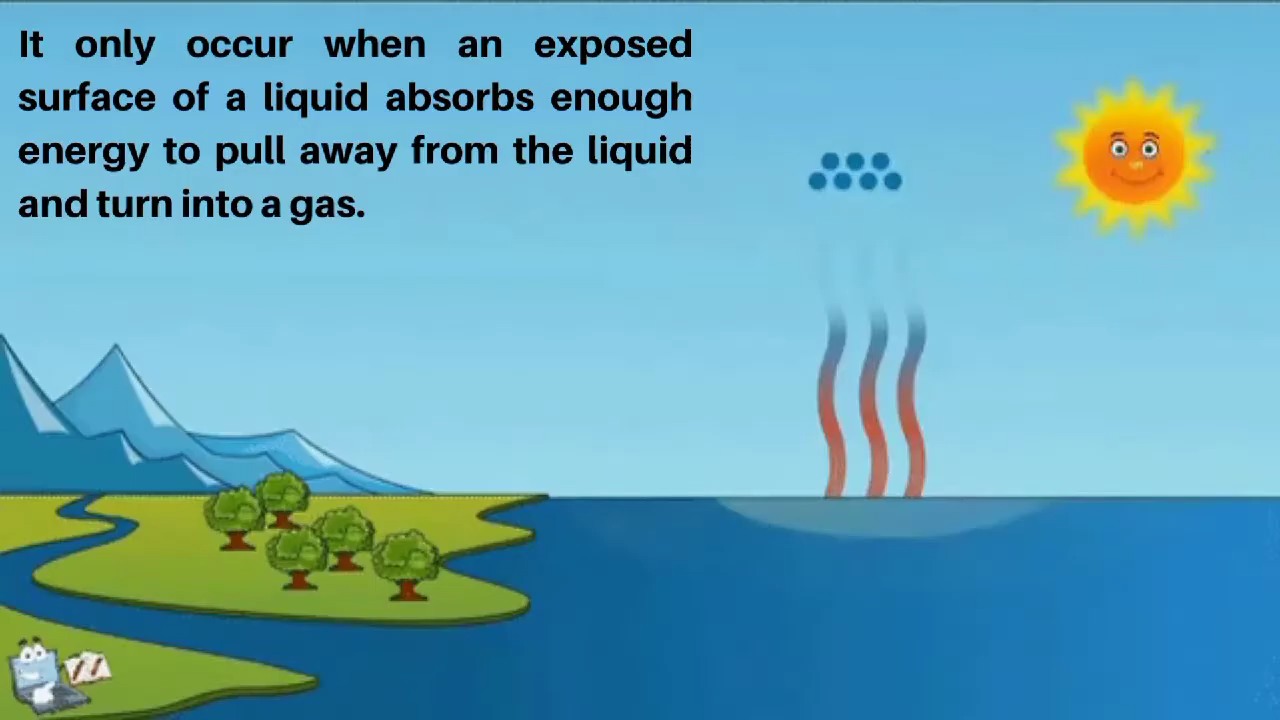 It only occur when an exposed
surface of a liquid absorbs enough
energy to pull away from the liquid
and turn into a gas.